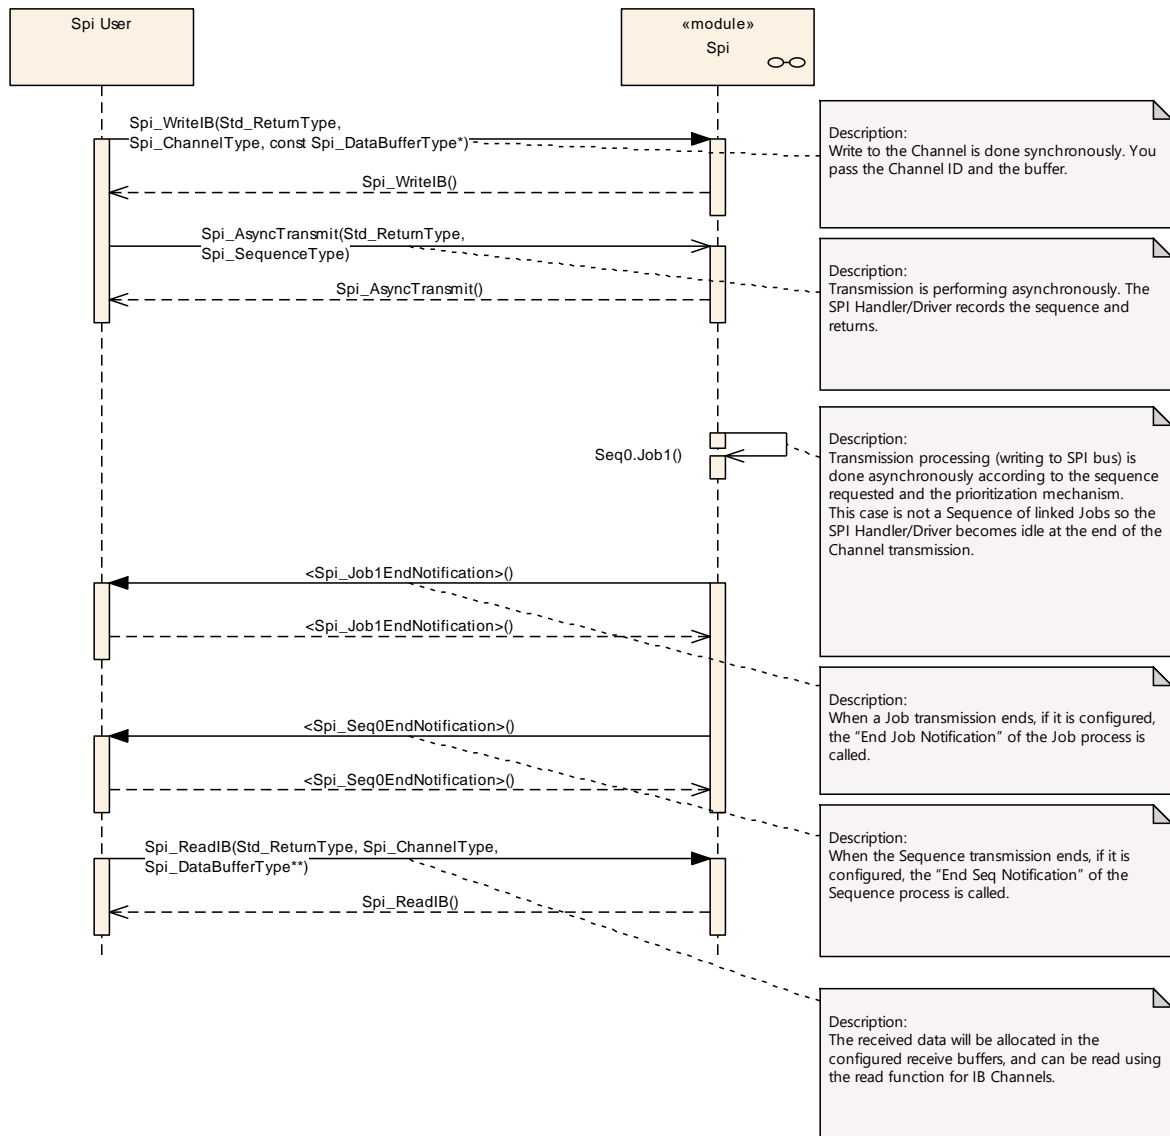 Spi User
«module»
Spi
Spi_WriteIB(Std_ReturnType,
Spi_ChannelType, const Spi_DataBufferType*)
Description:
Write to the Channel is done synchronously. You
pass the Channel ID and the buffer.
Spi_WriteIB()
Spi_AsyncTransmit(Std_ReturnType,
Spi_SequenceType)
Description:
Transmission is performing asynchronously. The
SPI Handler/Driver records the sequence and
returns.
Spi_AsyncTransmit()
Seq0.Job1()
Description:
Transmission processing (writing to SPI bus) is
done asynchronously according to the sequence
requested and the prioritization mechanism.
This case is not a Sequence of linked Jobs so the
SPI Handler/Driver becomes idle at the end of the
Channel transmission.
<Spi_Job1EndNotification>()
<Spi_Job1EndNotification>()
Description:
When a Job transmission ends, if it is configured,
the "End Job Notification" of the Job process is
called.
<Spi_Seq0EndNotification>()
<Spi_Seq0EndNotification>()
Description:
When the Sequence transmission ends, if it is
configured, the "End Seq Notification" of the
Sequence process is called.
Spi_ReadIB(Std_ReturnType, Spi_ChannelType,
Spi_DataBufferType**)
Spi_ReadIB()
Description:
The received data will be allocated in the
configured receive buffers, and can be read using
the read function for IB Channels.